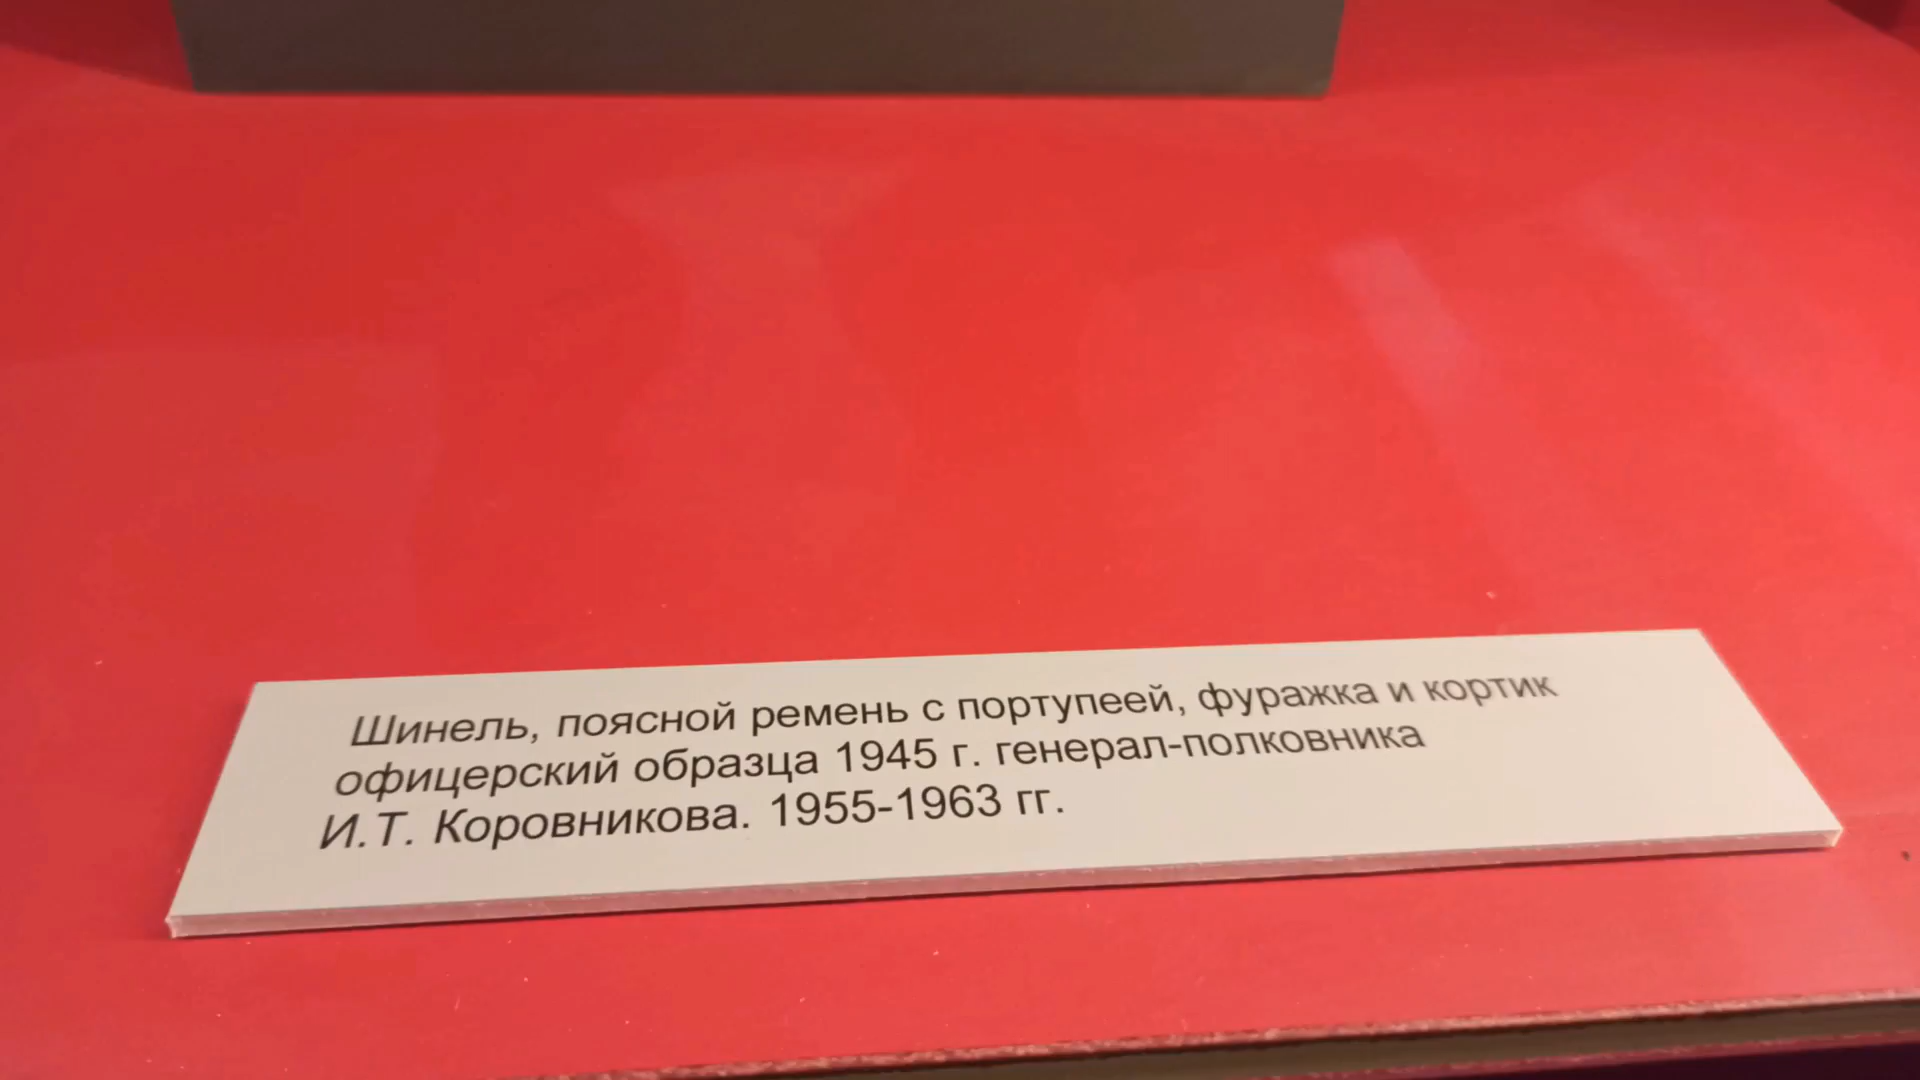 Шинель, поясной ремень с портупеей, фуражка и кортик
офицерский образца 1945 г. генерал-полковника
И.Т. Коровникова. 1955-1963 гг.